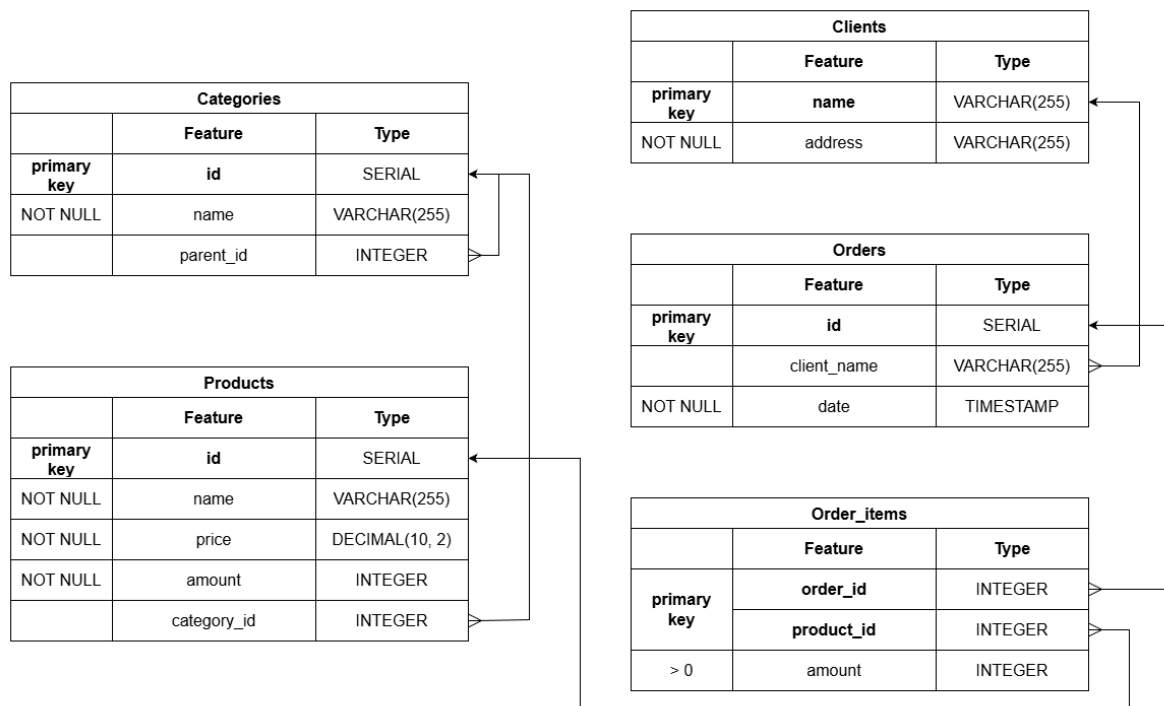 Categories
Feature Type
primary
key id SERIAL
NOT NULL name VARCHAR(255)
parent_id INTEGER
Products
Feature Type
primary
key id SERIAL
NOT NULL name VARCHAR(255)
NOT NULL price DECIMAL(10, 2)
NOT NULL amount INTEGER
category_id INTEGER
Clients
Feature Type
primary
key name VARCHAR(255)
NOT NULL address VARCHAR(255)
Orders
Feature Type
primary
key id SERIAL
client_name VARCHAR(255)
NOT NULL date TIMESTAMP
Order_items
Feature Type
primary
key order_id INTEGER
product_id INTEGER
> 0 amount INTEGER